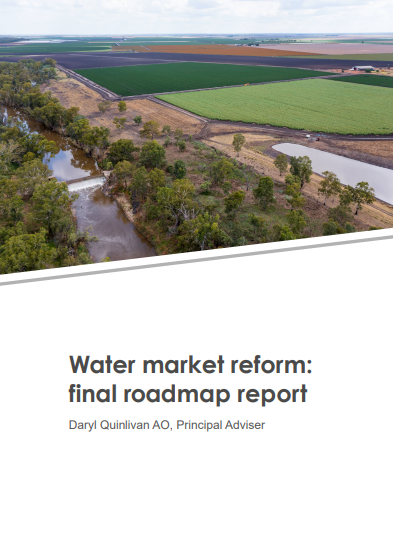 Water market reform:
final roadmap report
Daryl Quinlivan AO, Principal Adviser